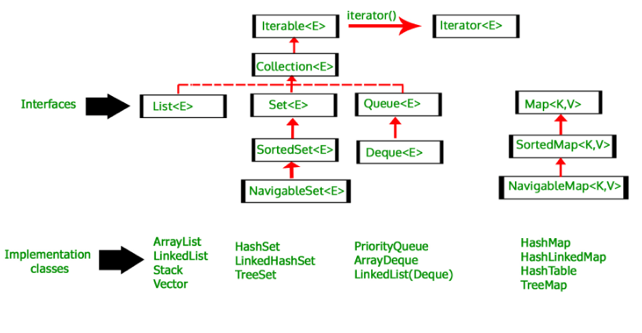 Iterable<E>
iterator()
Iterator<E>
Collection<E>
Interfaces
List<E>
Set<E>
Queue<E>
Map<K,V>
SortedSet<E>
Deque<E>
SortedMap<K,V>
NavigableSet<E>
NavigableMap<K,V>
Implementation
classes
ArrayList
LinkedList
Stack
Vector
HashSet
LinkedHashSet
TreeSet
PriorityQueue
ArrayDeque
LinkedList(Deque)
HashMap
HashLinkedMap
HashTable
TreeMap